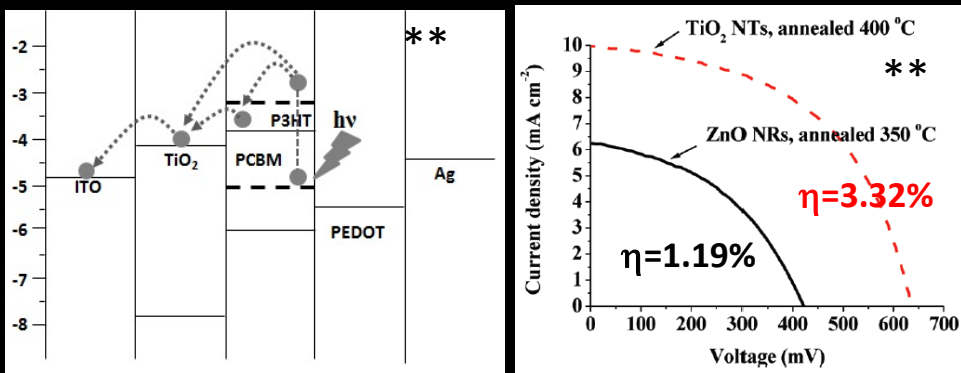 **
-2
-3
-4
-5
-6
-7
-8
P3HT
hν
TiO₂
PCBM
ITO
Ag
PEDOT
TiO₂ NTs, annealed 400 °C
**
ZnO NRs, annealed 350 °C
η=3.32%
η=1.19%
Current density (mA cm⁻²)
10
9
8
7
6
5
4
3
2
1
0
0 100 200 300 400 500 600 700
Voltage (mV)